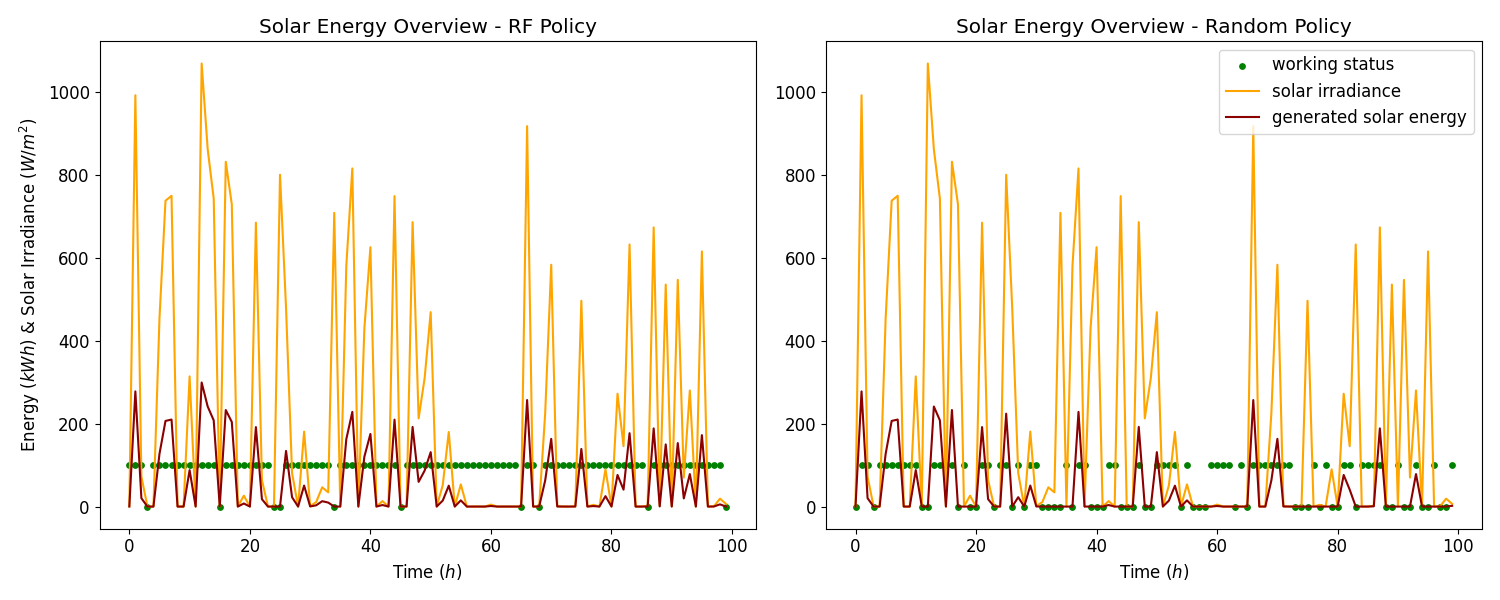 Solar Energy Overview - RF Policy
Energy (kWh) & Solar Irradiance (W/m²)
1000
800
600
400
200
0
0 20 40 60 80 100
Time (h)
Solar Energy Overview - Random Policy
working status
solar irradiance
generated solar energy
1000
800
600
400
200
0
0 20 40 60 80 100
Time (h)